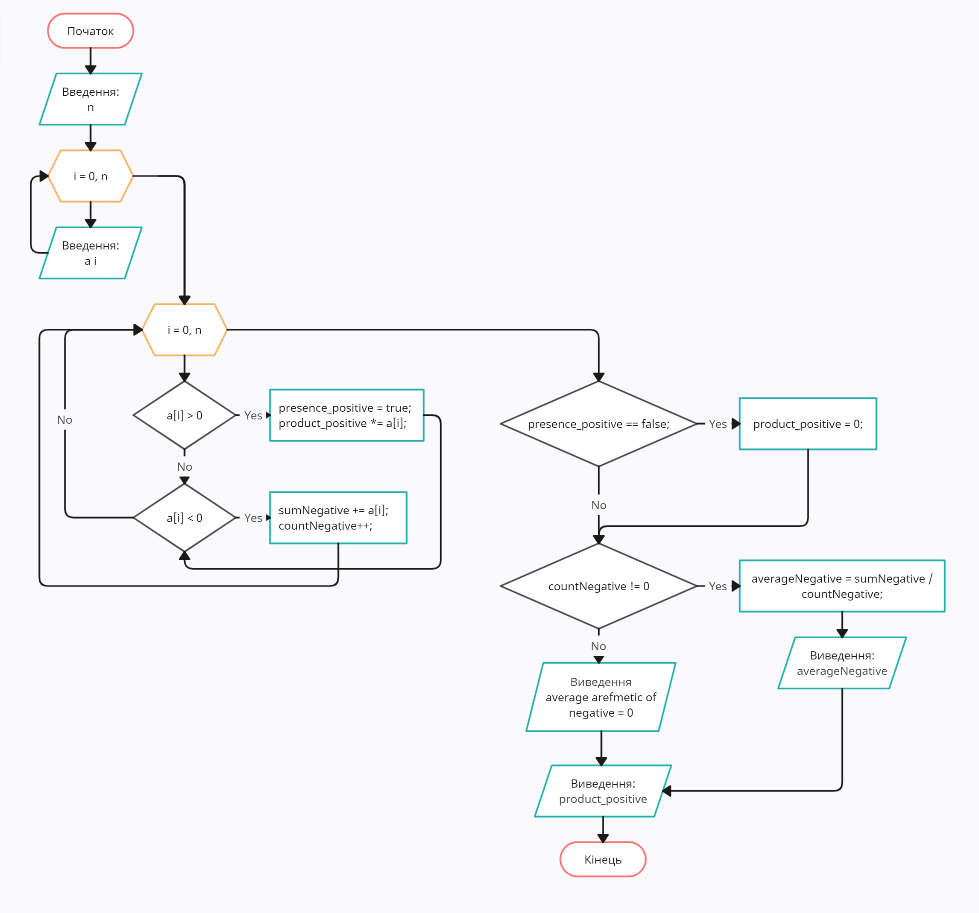 Початок
Введення:
n
i = 0, n
Введення:
a i
i = 0, n
a[i] > 0
Yes
presence_positive = true;
product_positive *= a[i];
No
No
a[i] < 0
Yes
sumNegative += a[i];
countNegative++;
presence_positive == false;
Yes
product_positive = 0;
No
countNegative != 0
Yes
averageNegative = sumNegative /
countNegative;
No
Виведення:
averageNegative
Виведення
average arefmetic of
negative = 0
Виведення:
product_positive
Кінець